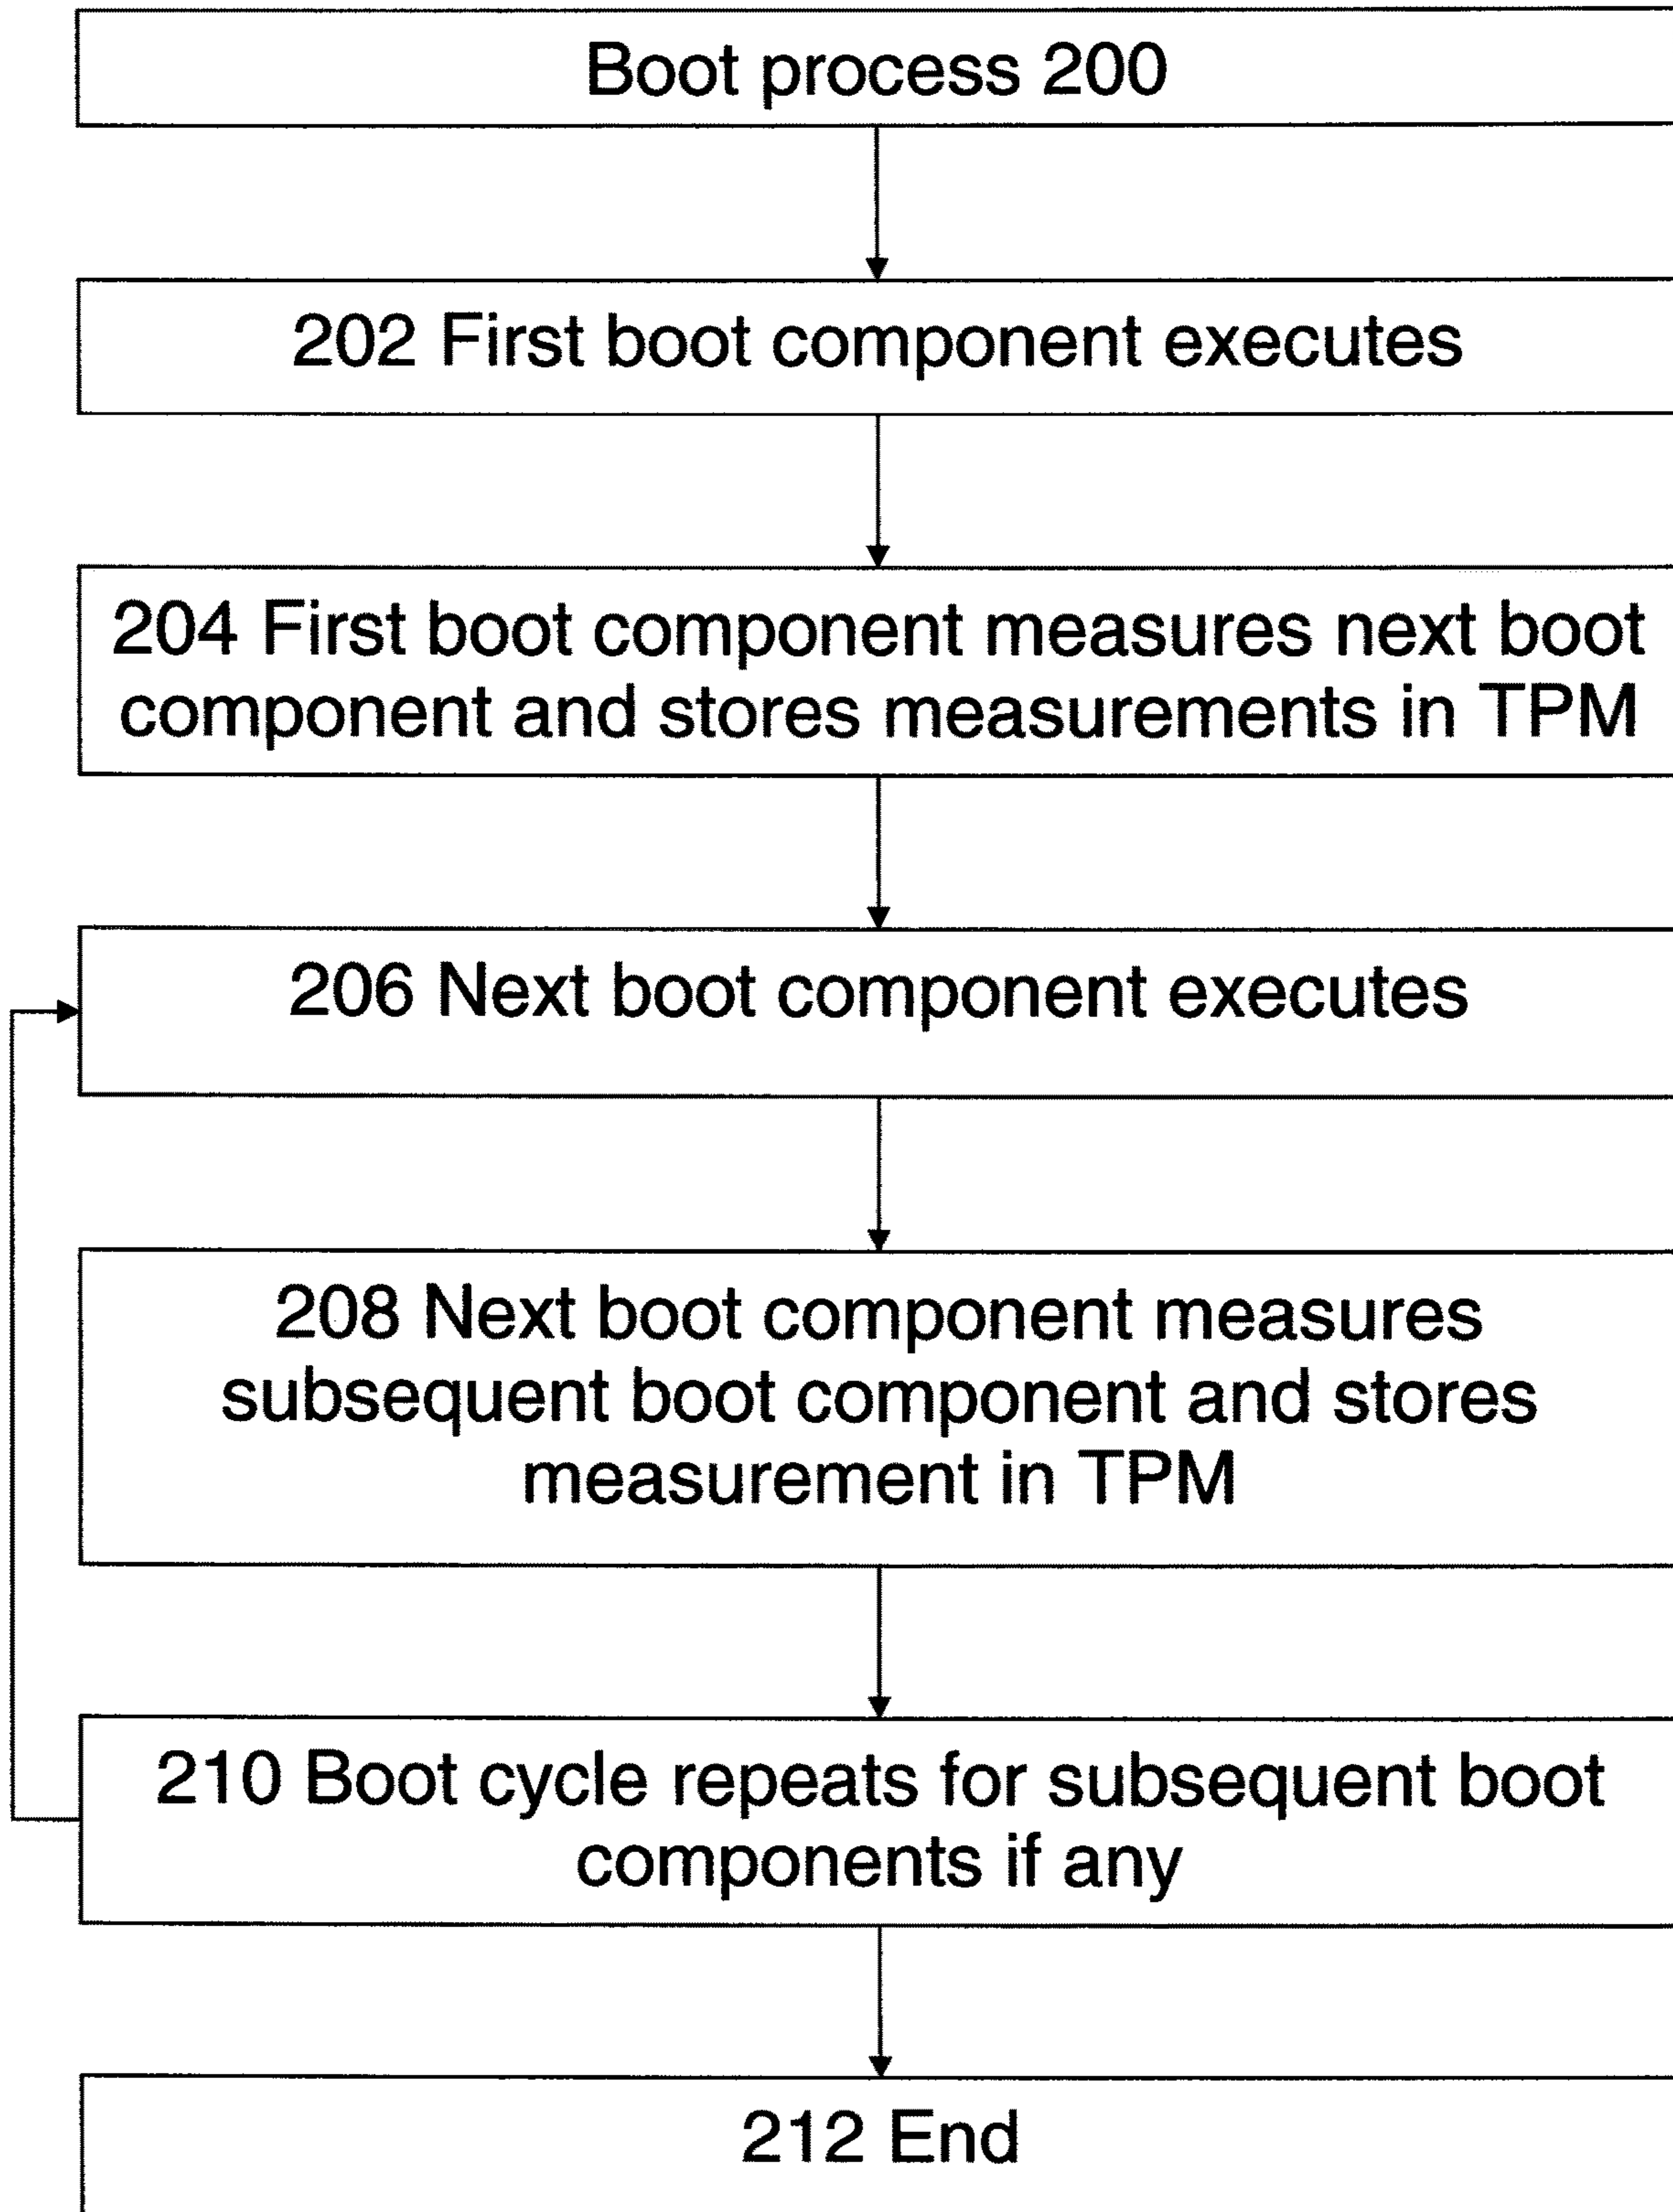 Boot process 200
202 First boot component executes
204 First boot component measures next boot
component and stores measurements in TPM
206 Next boot component executes
208 Next boot component measures
subsequent boot component and stores
measurement in TPM
210 Boot cycle repeats for subsequent boot
components if any
212 End